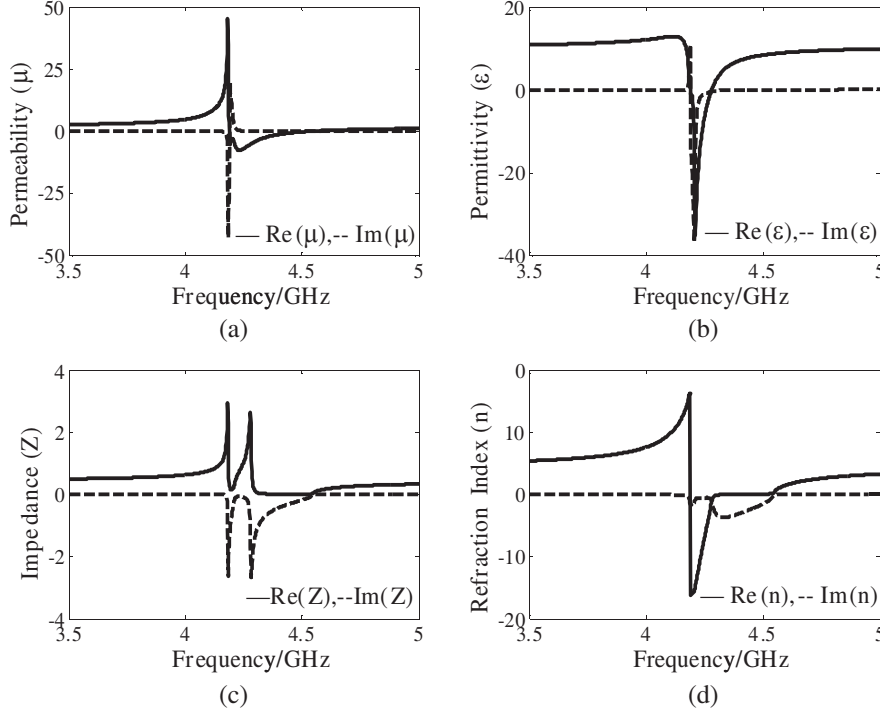 50
25
0
-25
-50
Permeability (μ)
— Re (μ), -- Im (μ)
3.5 4 4.5 5
Frequency/GHz
(a)
20
0
-20
-40
Permittivity (ε)
— Re (ε), -- Im (ε)
3.5 4 4.5 5
Frequency/GHz
(b)
4
2
0
-2
-4
Impedance (Z)
—Re(Z),--Im(Z)
3.5 4 4.5 5
Frequency/GHz
(c)
0
10
0
-10
-20
Refraction Index (n)
— Re (n), -- Im (n)
3.5 4 4.5 5
Frequency/GHz
(d)